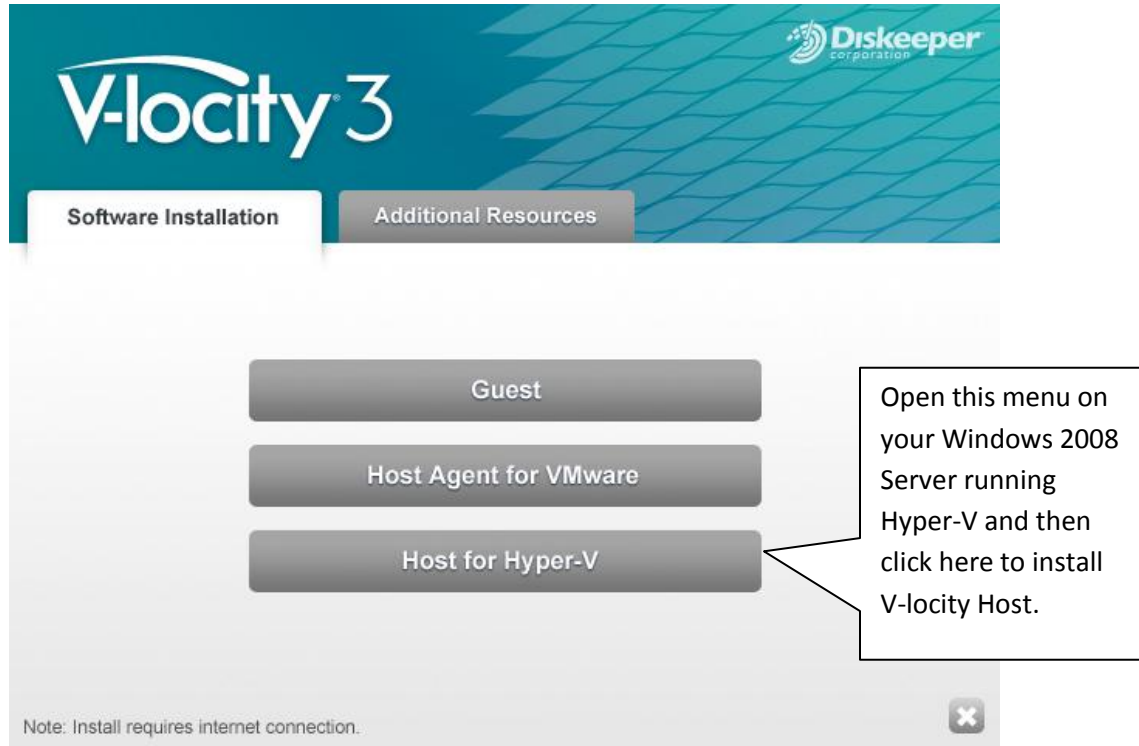 Diskeeper
corporation
V-locity® 3
Software Installation
Additional Resources
Guest
Host Agent for VMware
Host for Hyper-V
Open this menu on
your Windows 2008
Server running
Hyper-V and then
click here to install
V-locity Host.
Note: Install requires internet connection.